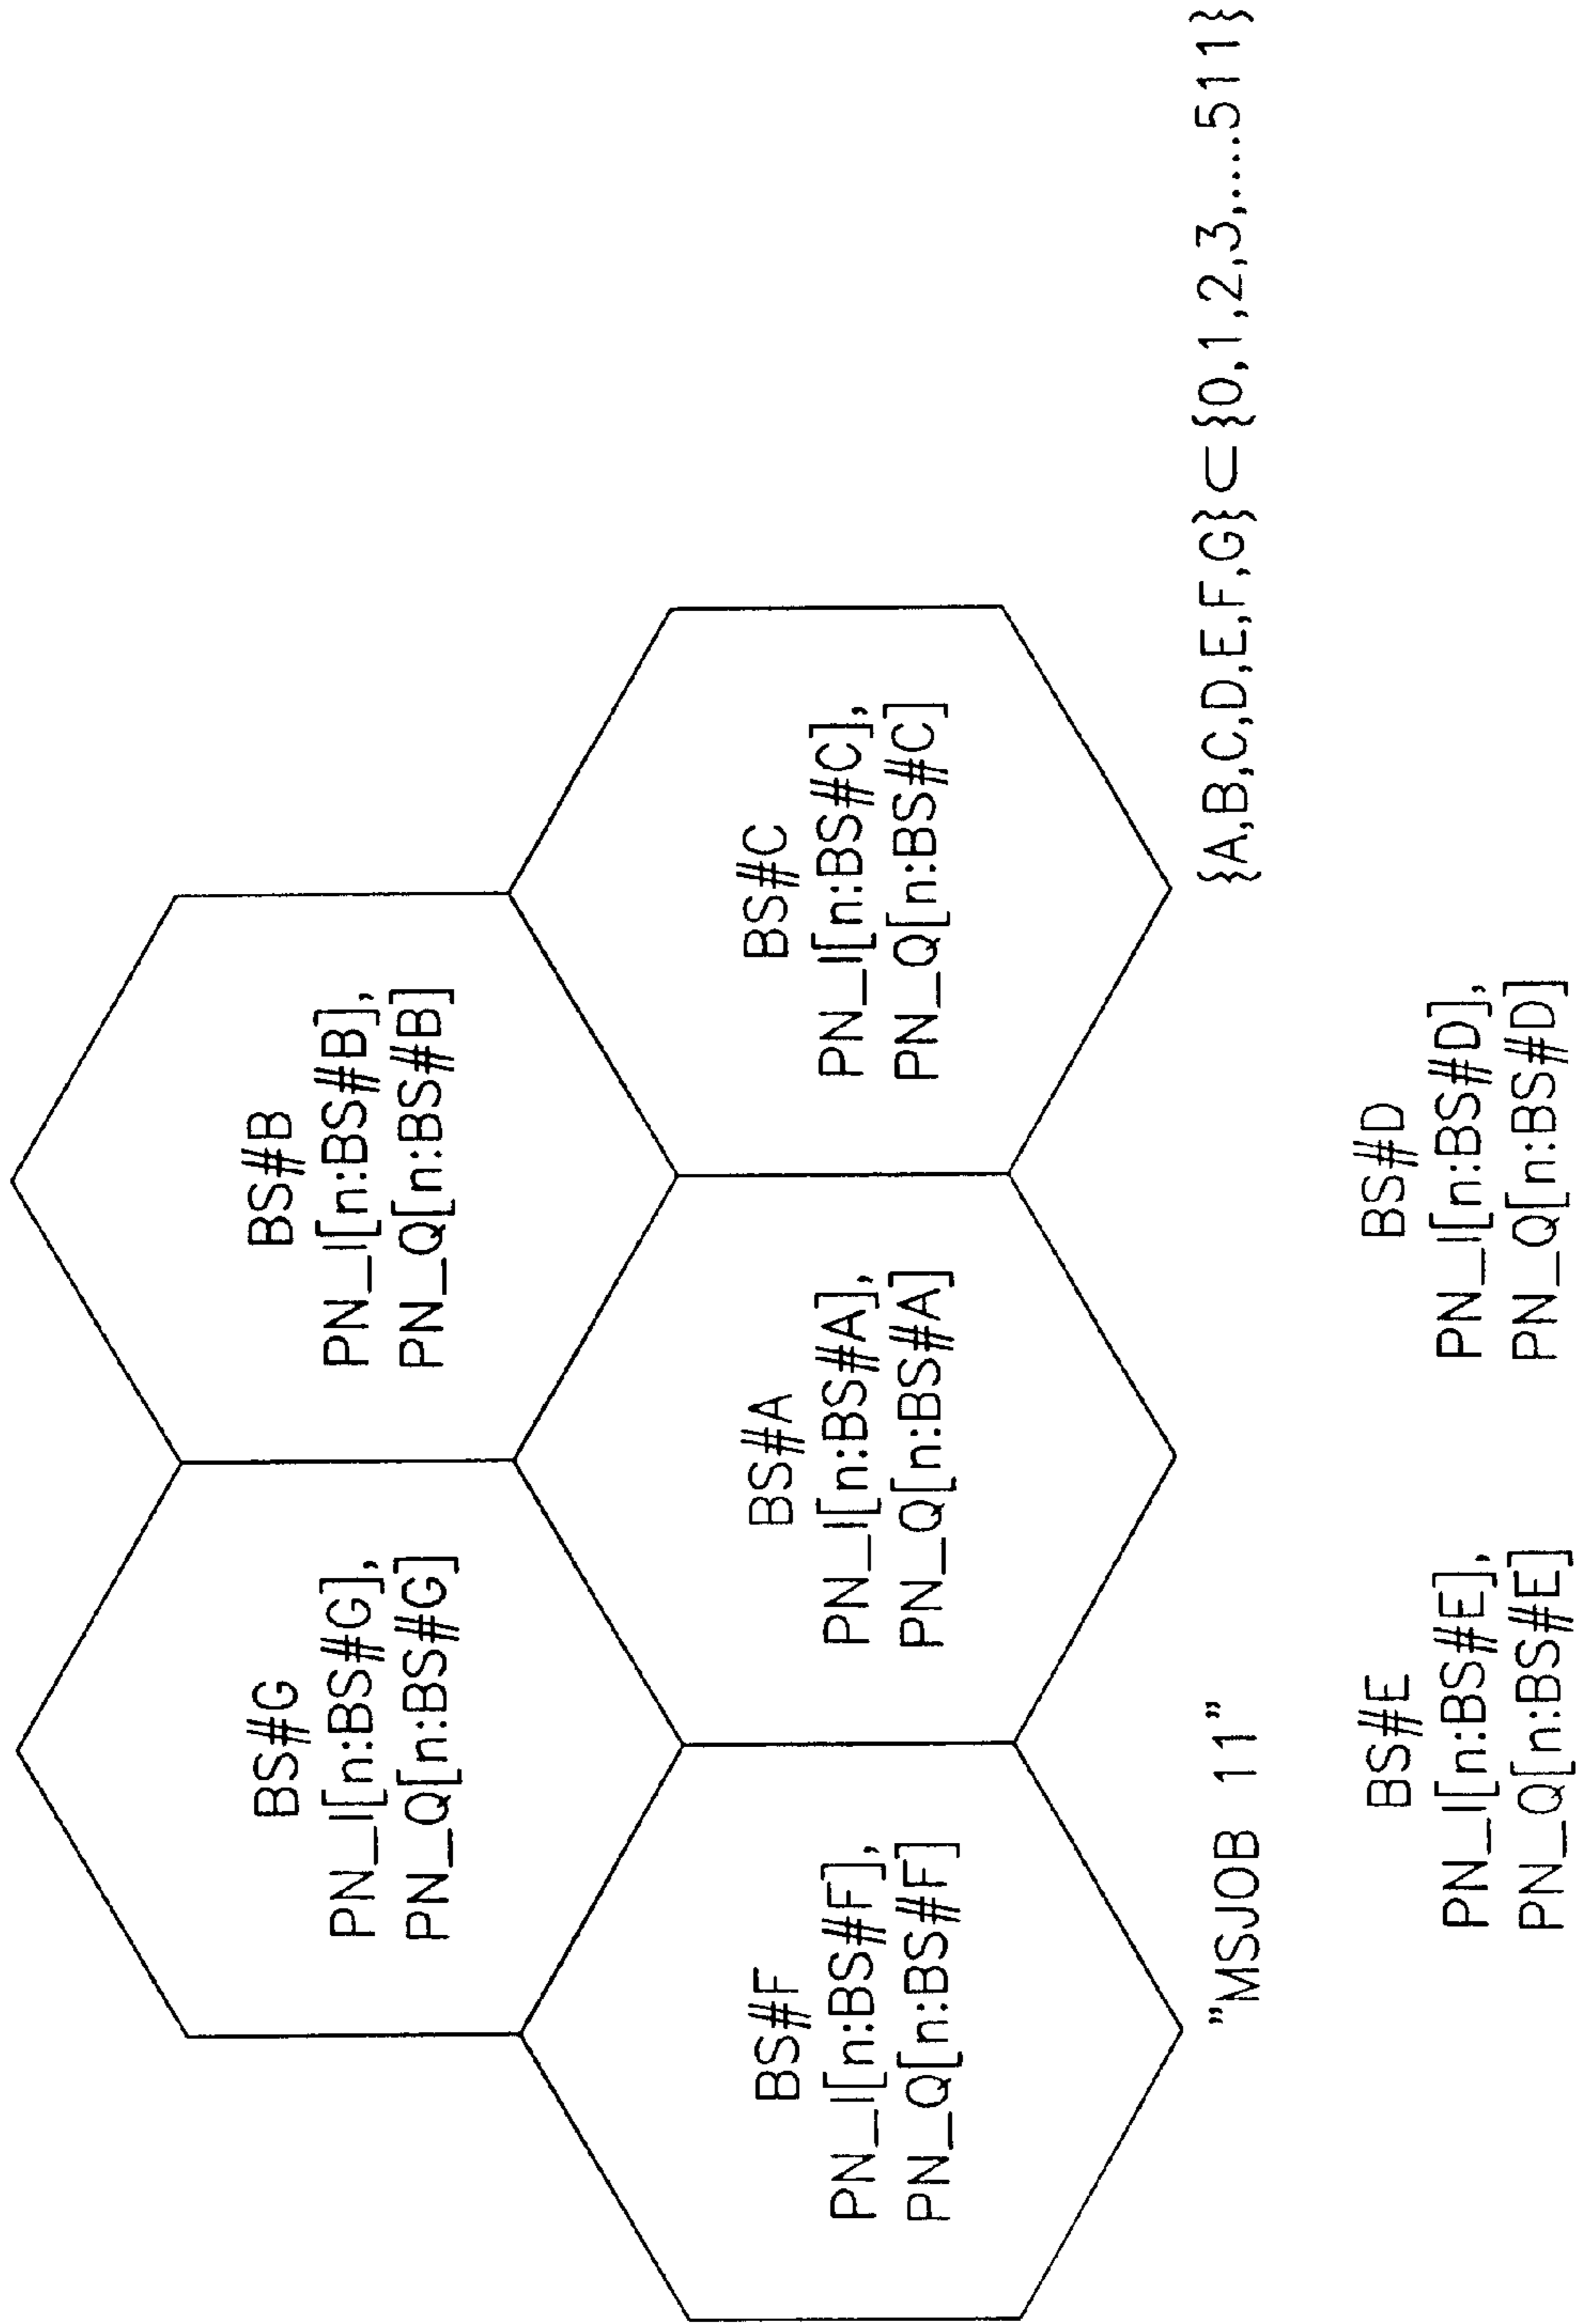 BS#G
PN_I[n:BS#G],
PN_Q[n:BS#G]
BS#B
PN_I[n:BS#B],
PN_Q[n:BS#B]
BS#F
PN_I[n:BS#F],
PN_Q[n:BS#F]
BS#A
PN_I[n:BS#A],
PN_Q[n:BS#A]
BS#C
PN_I[n:BS#C],
PN_Q[n:BS#C]
"MSJOB 11"
{A,B,C,D,E,F,G}⊂{0,1,2,3,....511}
BS#E
PN_I[n:BS#E],
PN_Q[n:BS#E]
BS#D
PN_I[n:BS#D],
PN_Q[n:BS#D]